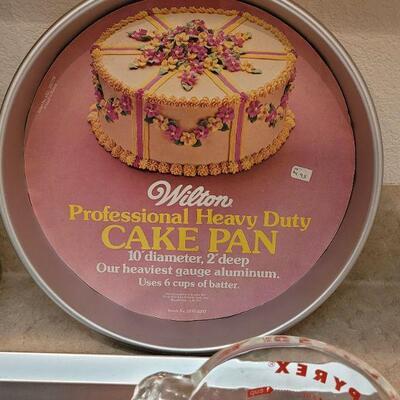 Wilton
Professional Heavy Duty
CAKE PAN
10" diameter, 2" deep
Our heaviest gauge aluminum.
Uses 6 cups of batter.
PYREX